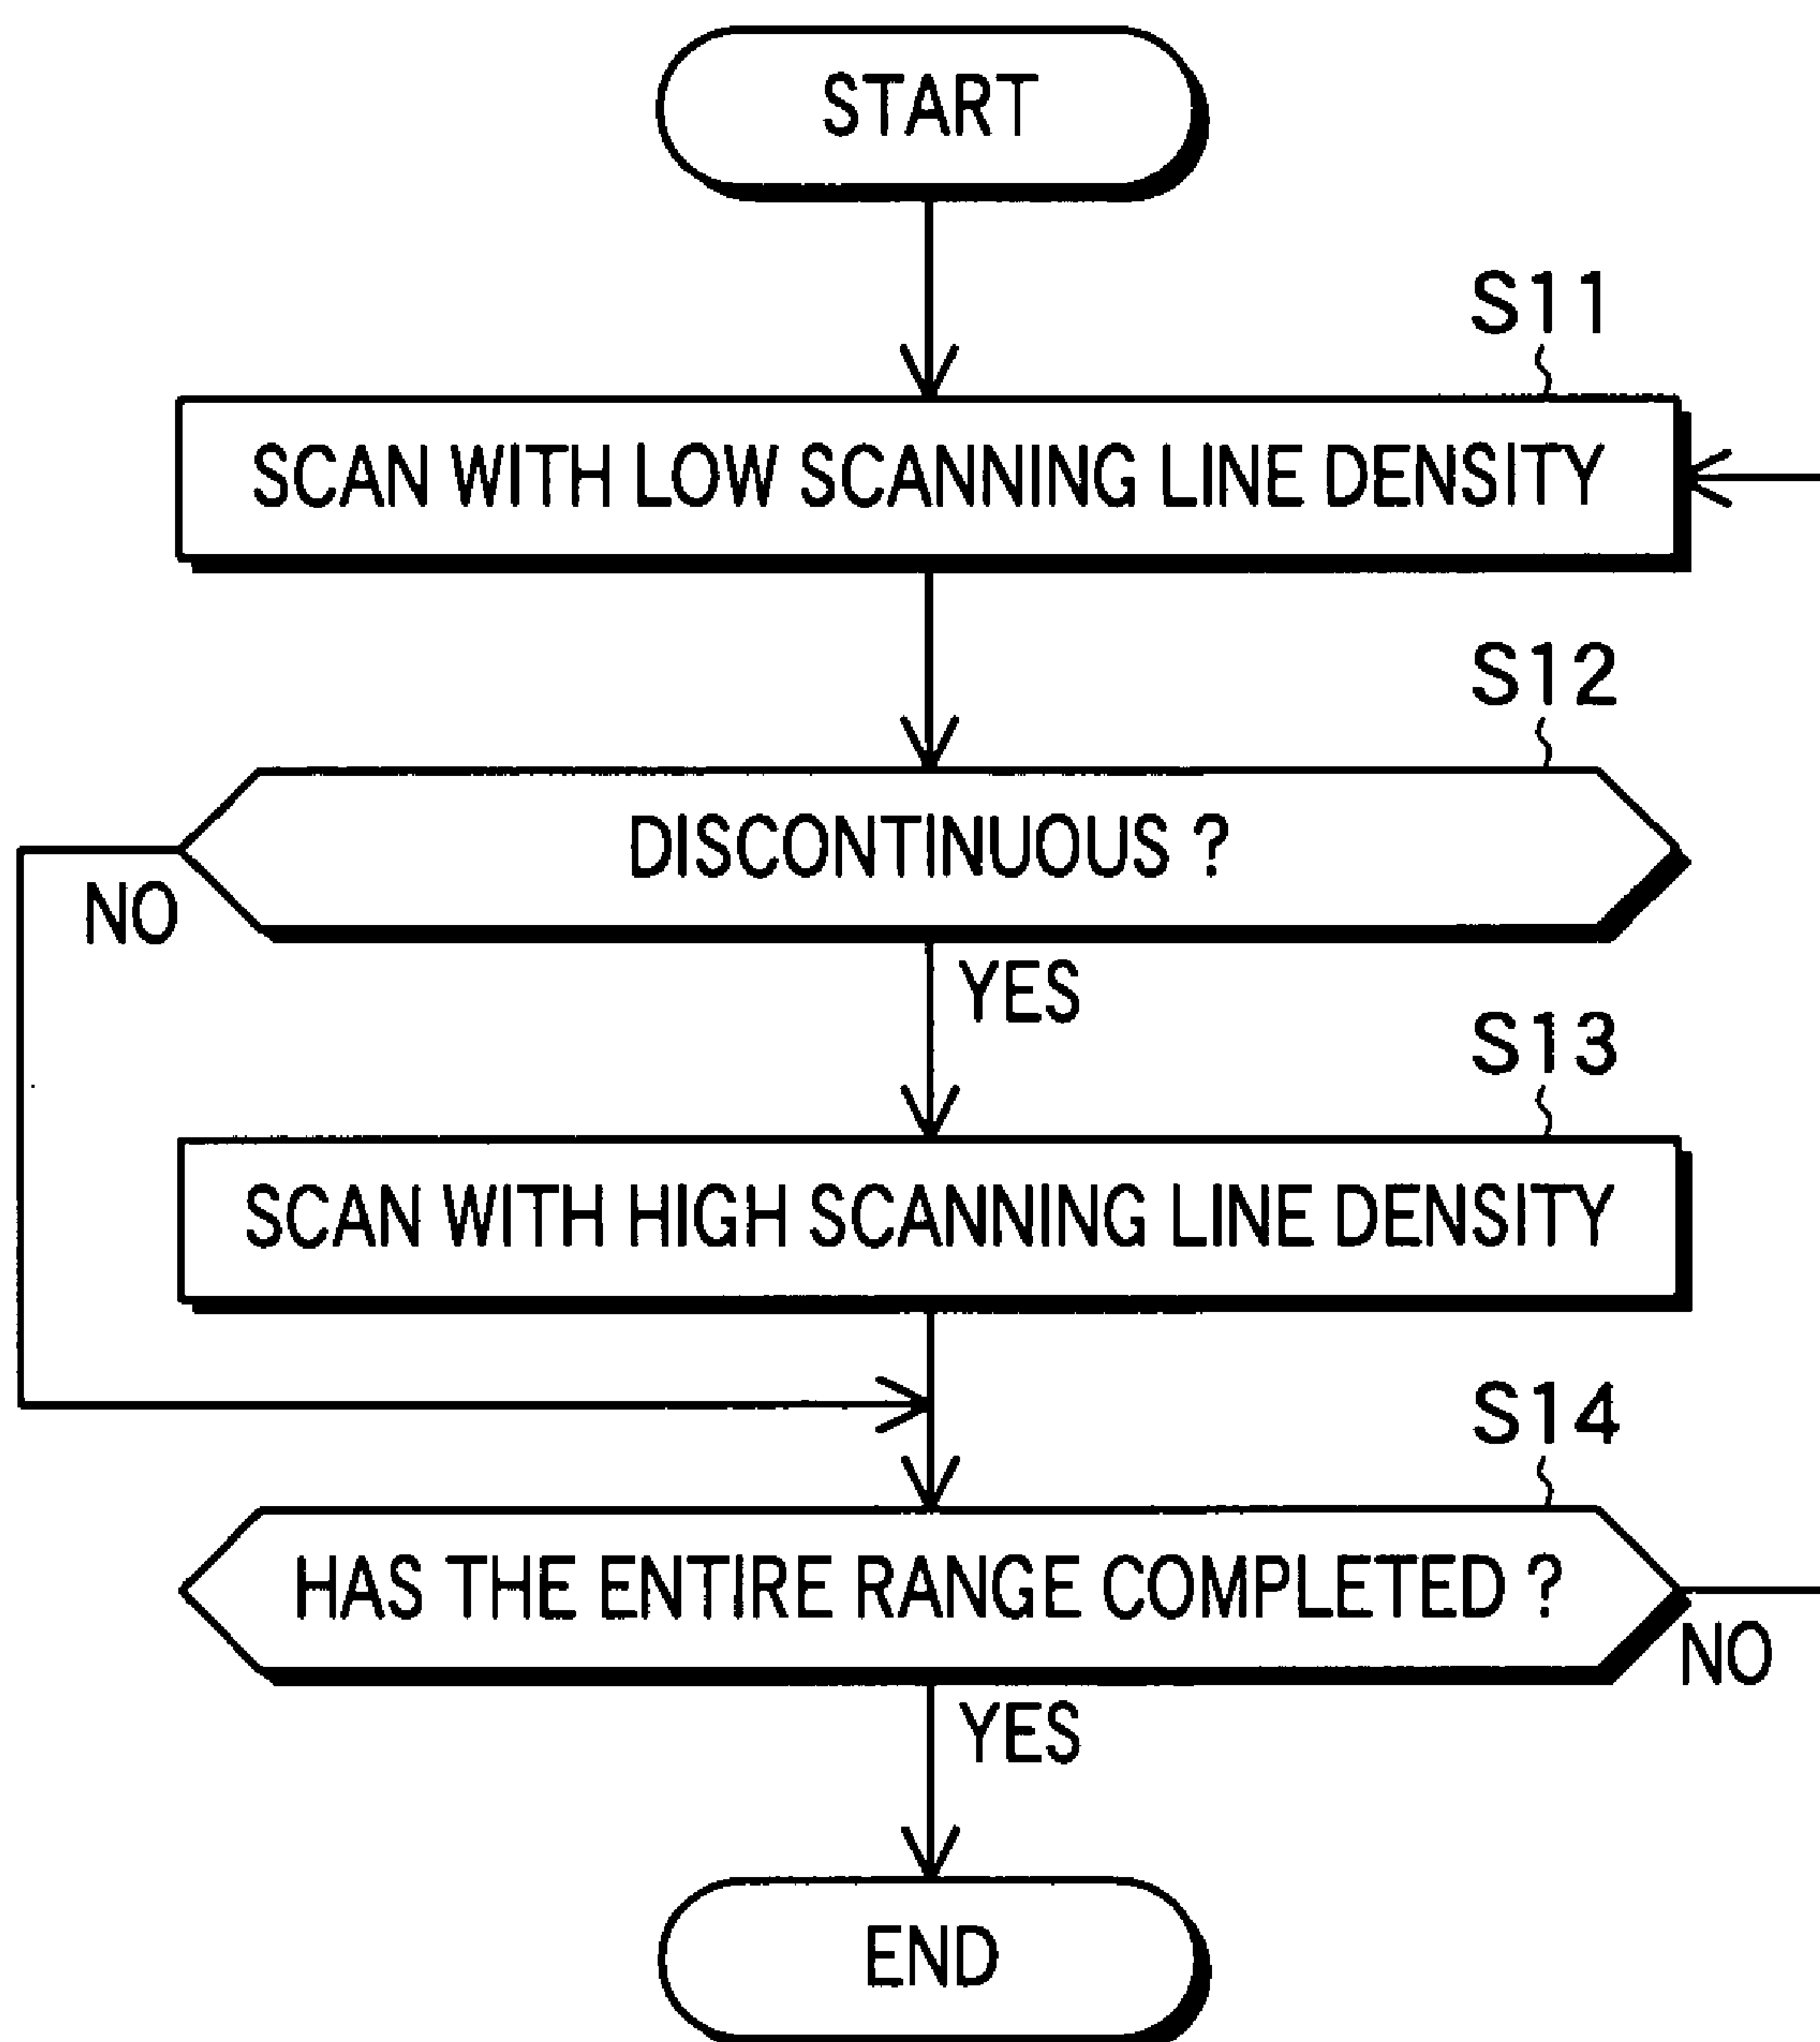 START
S11
SCAN WITH LOW SCANNING LINE DENSITY
S12
DISCONTINUOUS ?
NO
YES
S13
SCAN WITH HIGH SCANNING LINE DENSITY
S14
HAS THE ENTIRE RANGE COMPLETED ?
NO
YES
END